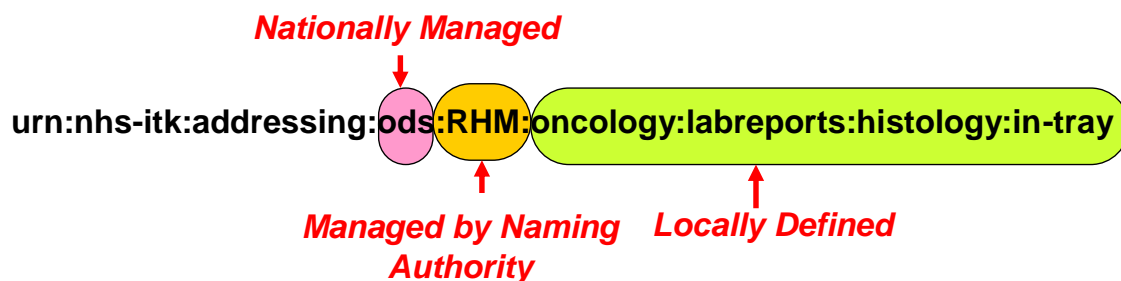 Nationally Managed
urn:nhs-itk:addressing:ods:RHM:oncology:labreports:histology:in-tray
Managed by Naming Authority
Locally Defined